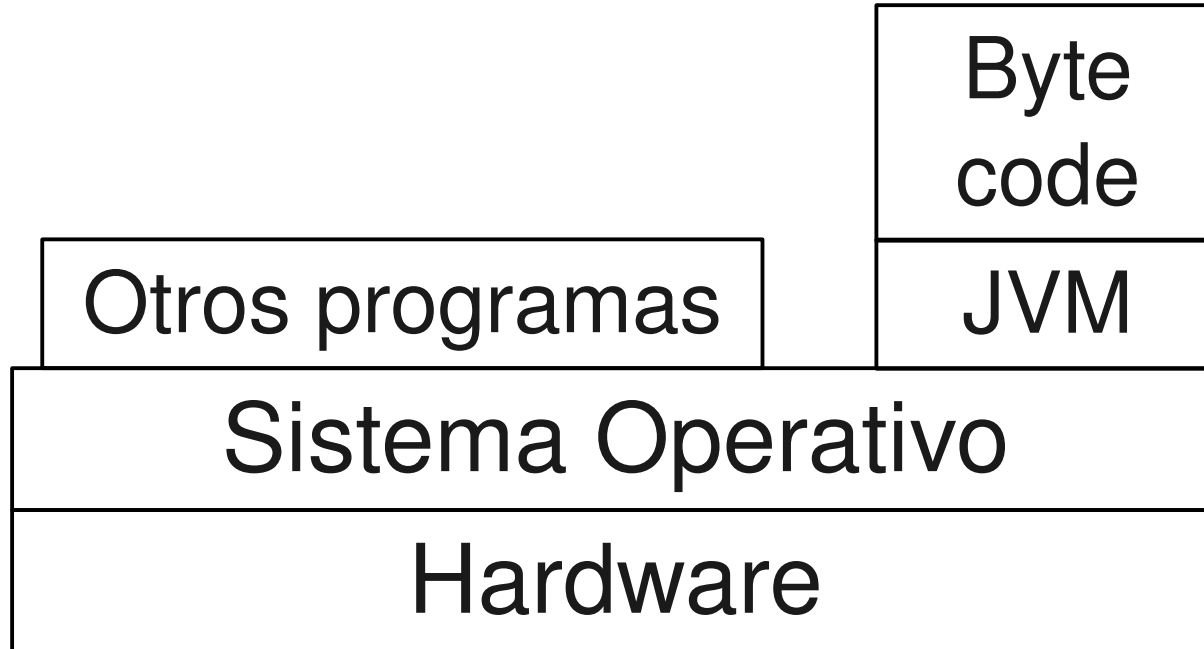 Byte
code
Otros programas
JVM
Sistema Operativo
Hardware